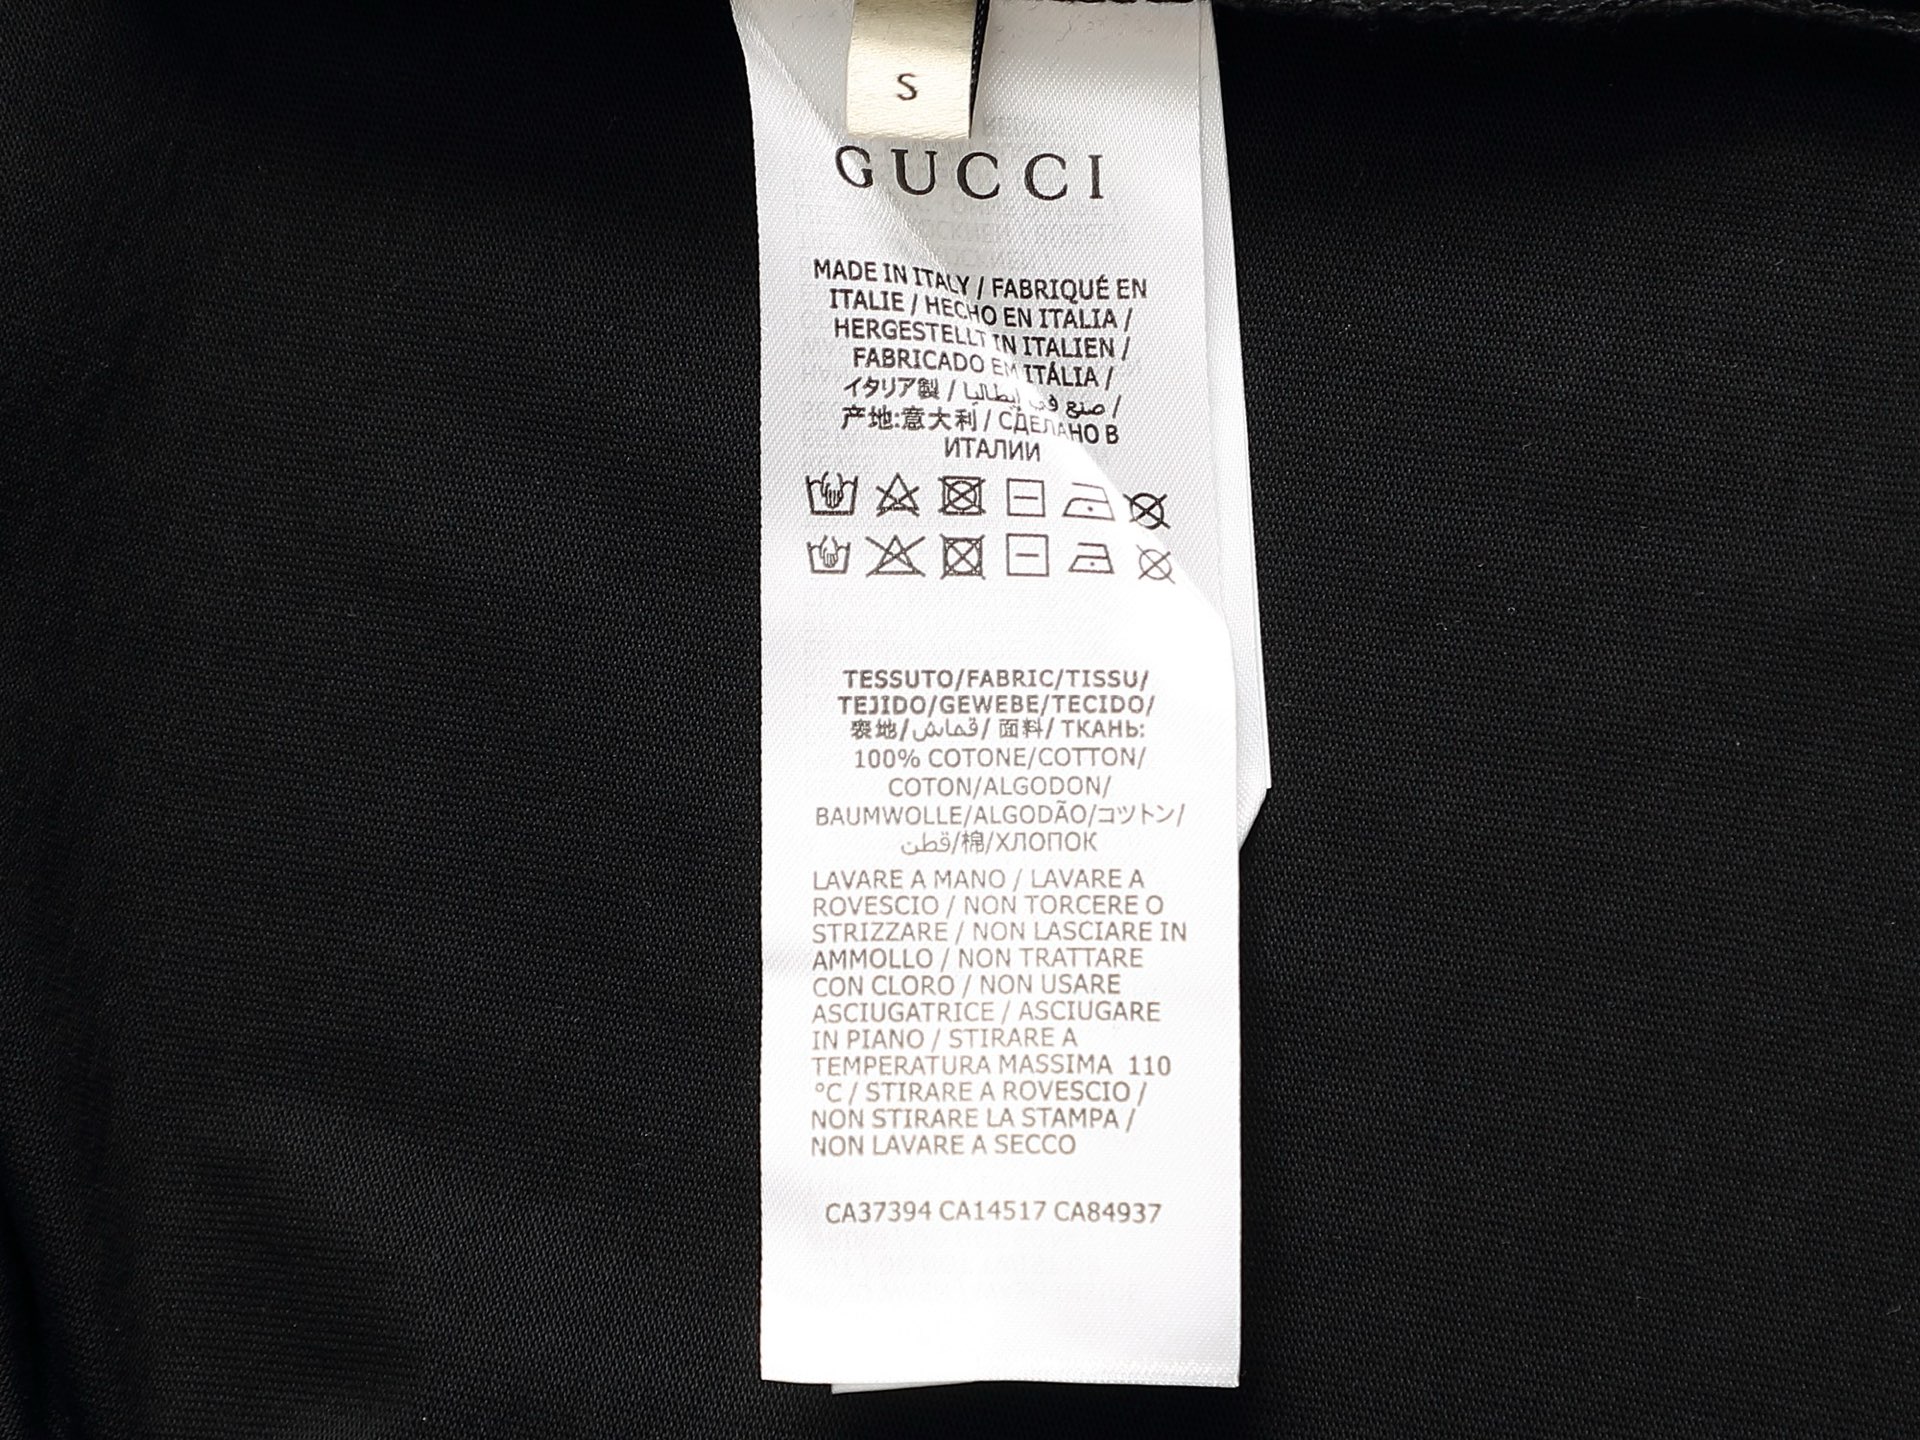 S
GUCCI
MADE IN ITALY / FABRIQUÉ EN
ITALIE / HECHO EN ITALIA /
HERGESTELLT IN ITALIEN /
FABRICADO EM ITÁLIA /
イタリア製 / صنع في إيطاليا /
产地:意大利 / СДЕЛАНО В
ИТАЛИИ
TESSUTO/FABRIC/TISSU/
TEJIDO/GEWEBE/TECIDO/
表地/قماش/ 面料/ ТКАНЬ:
100% COTONE/COTTON/
COTON/ALGODON/
BAUMWOLLE/ALGODÃO/コットン/
قطن/棉/ХЛОПОК
LAVARE A MANO / LAVARE A
ROVESCIO / NON TORCERE O
STRIZZARE / NON LASCIARE IN
AMMOLLO / NON TRATTARE
CON CLORO / NON USARE
ASCIUGATRICE / ASCIUGARE
IN PIANO / STIRARE A
TEMPERATURA MASSIMA 110
°C / STIRARE A ROVESCIO /
NON STIRARE LA STAMPA /
NON LAVARE A SECCO
CA37394 CA14517 CA84937